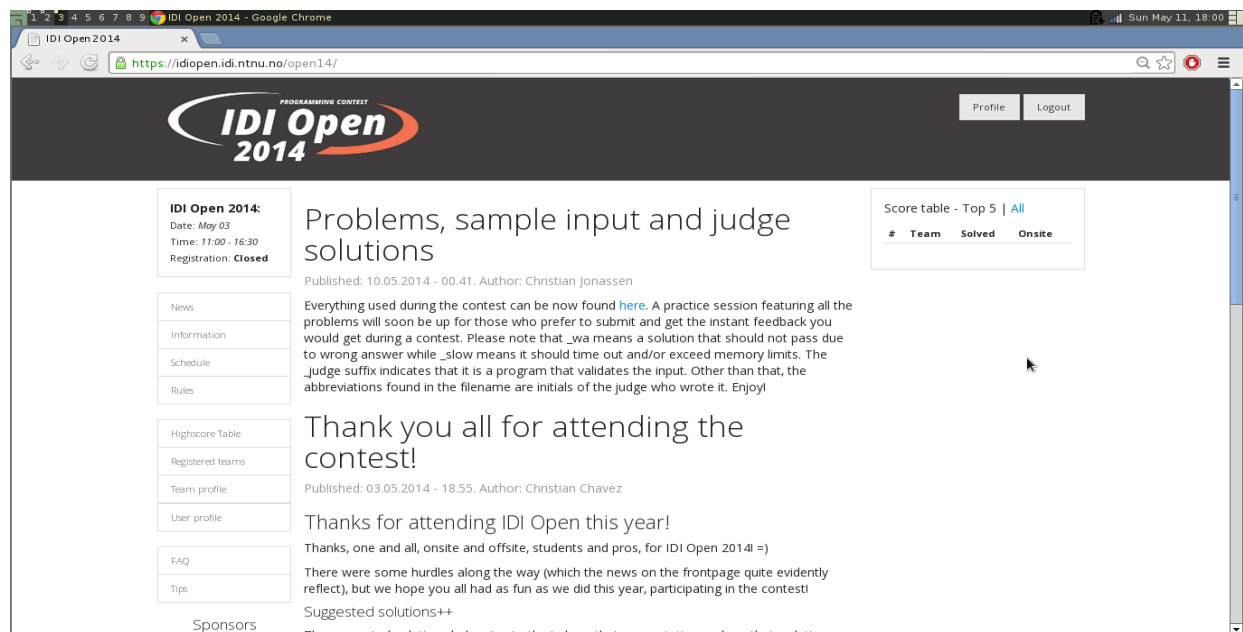 1 2 3 4 5 6 7 8 9 IDI Open 2014 - Google Chrome
Sun May 11, 18:00
IDI Open 2014
https://idiopen.idi.ntnu.no/open14/
PROGRAMMING CONTEST
IDI Open
2014
Profile
Logout
IDI Open 2014:
Date: May 03
Time: 11:00 - 16:30
Registration: Closed
News
Information
Schedule
Rules
Highscore Table
Registered teams
Team profile
User profile
FAQ
Tips
Sponsors
Problems, sample input and judge
solutions
Published: 10.05.2014 - 00.41. Author: Christian Jonassen
Everything used during the contest can be now found here. A practice session featuring all the
problems will soon be up for those who prefer to submit and get the instant feedback you
would get during a contest. Please note that _wa means a solution that should not pass due
to wrong answer while _slow means it should time out and/or exceed memory limits. The
_judge suffix indicates that it is a program that validates the input. Other than that, the
abbreviations found in the filename are initials of the judge who wrote it. Enjoy!
Thank you all for attending the
contest!
Published: 03.05.2014 - 18.55. Author: Christian Chavez
Thanks for attending IDI Open this year!
Thanks, one and all, onsite and offsite, students and pros, for IDI Open 2014! =)
There were some hurdles along the way (which the news on the frontpage quite evidently
reflect), but we hope you all had as fun as we did this year, participating in the contest!
Suggested solutions++
Score table - Top 5 | All
# Team Solved Onsite